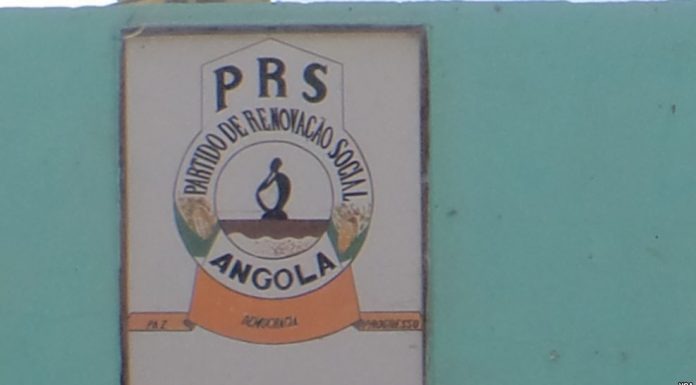 PRS
PARTIDO DE RENOVAÇÃO SOCIAL
ANGOLA
PAZ DEMOCRACIA PROGRESSO